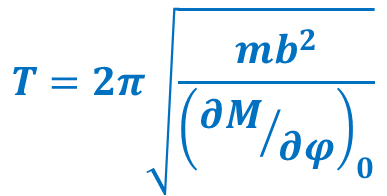 T = 2π √(mb² / (∂M/∂φ)₀)